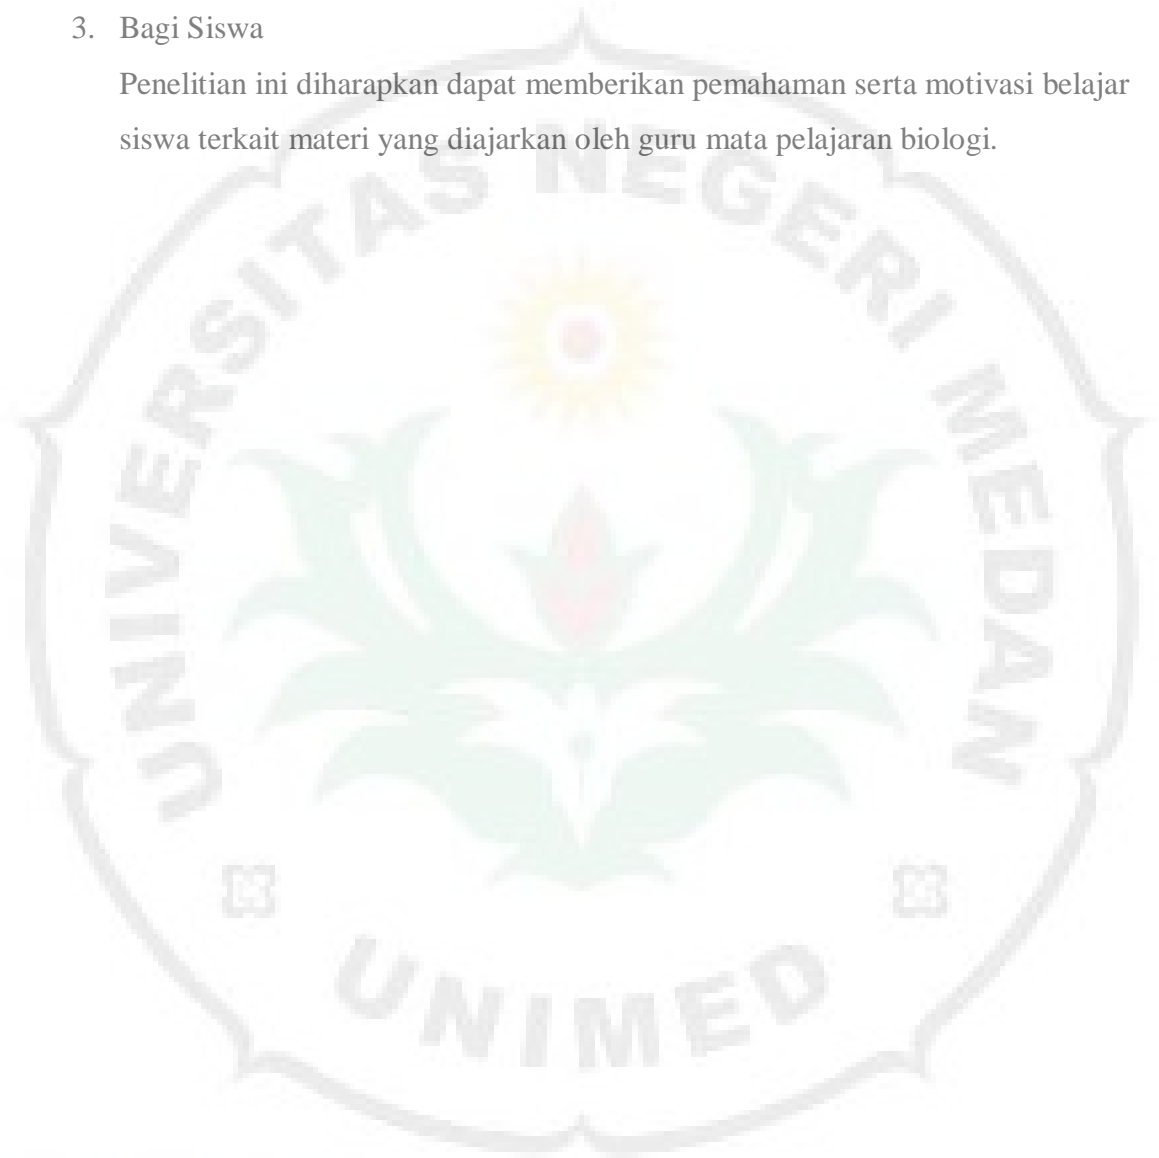 3. Bagi Siswa
Penelitian ini diharapkan dapat memberikan pemahaman serta motivasi belajar
siswa terkait materi yang diajarkan oleh guru mata pelajaran biologi.
UNIVERSITAS NEGERI MEDAN
UNIMED